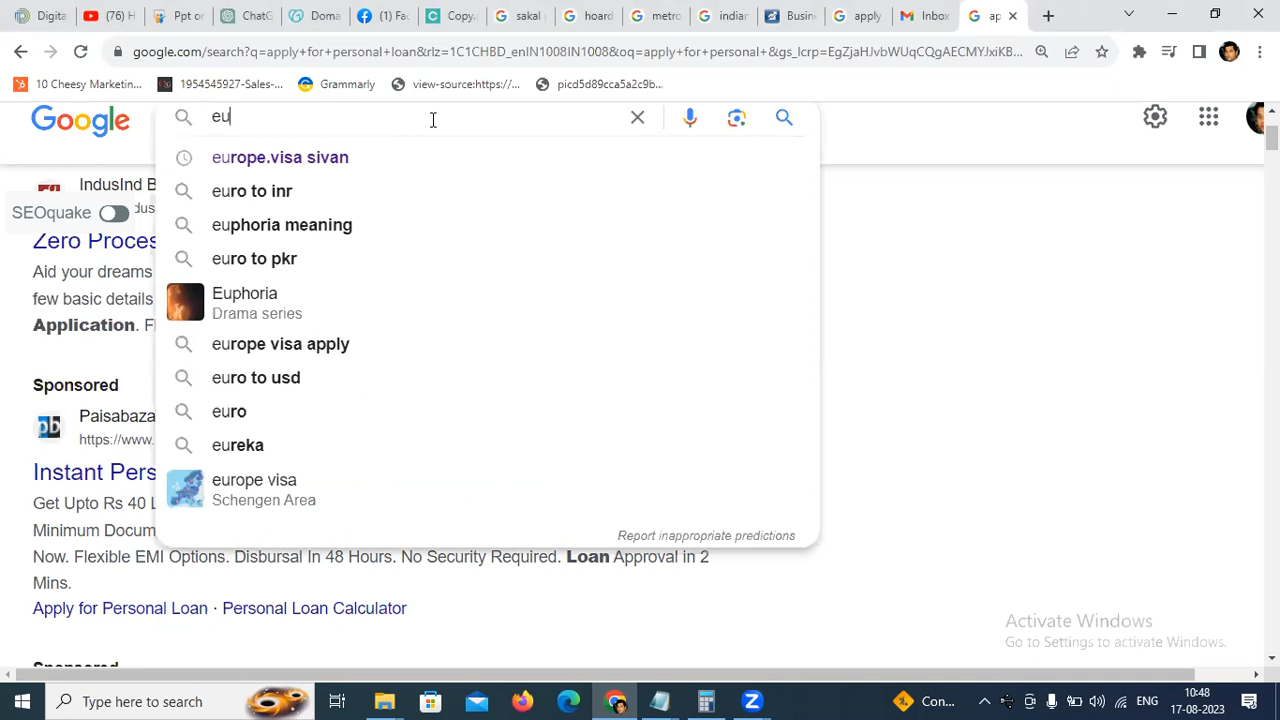 (76) H
Ppt or
ChatG
Doma
(1) Fac
Copy.
sakal
hoard
metro
indian
Busine
apply
Inbox
ap
google.com/search?q=apply+for+personal+loan&rlz=1C1CHBD_enIN1008IN1008&oq=apply+for+personal+&gs_lcrp=EgZjaHJvbWUqCQgAECMYJxiKB...
10 Cheesy Marketin...
1954545927-Sales-...
Grammarly
view-source:https://...
picd5d89cca5a2c9b...
Google
eu
europe.visa sivan
euro to inr
euphoria meaning
euro to pkr
Euphoria
Drama series
europe visa apply
euro to usd
euro
eureka
europe visa
Schengen Area
Report inappropriate predictions
IndusInd B
SEOquake
dus
Zero Proces
Aid your dreams
few basic details
Application. F
Sponsored
Paisabaza
https://www.
Instant Pers
Get Upto Rs 40 L
Minimum Docum
Now. Flexible EMI Options. Disbursal In 48 Hours. No Security Required. Loan Approval in 2
Mins.
Apply for Personal Loan · Personal Loan Calculator
Sponsored
Activate Windows
Go to Settings to activate Windows.
Type here to search
Con...
ENG
10:48
17-08-2023